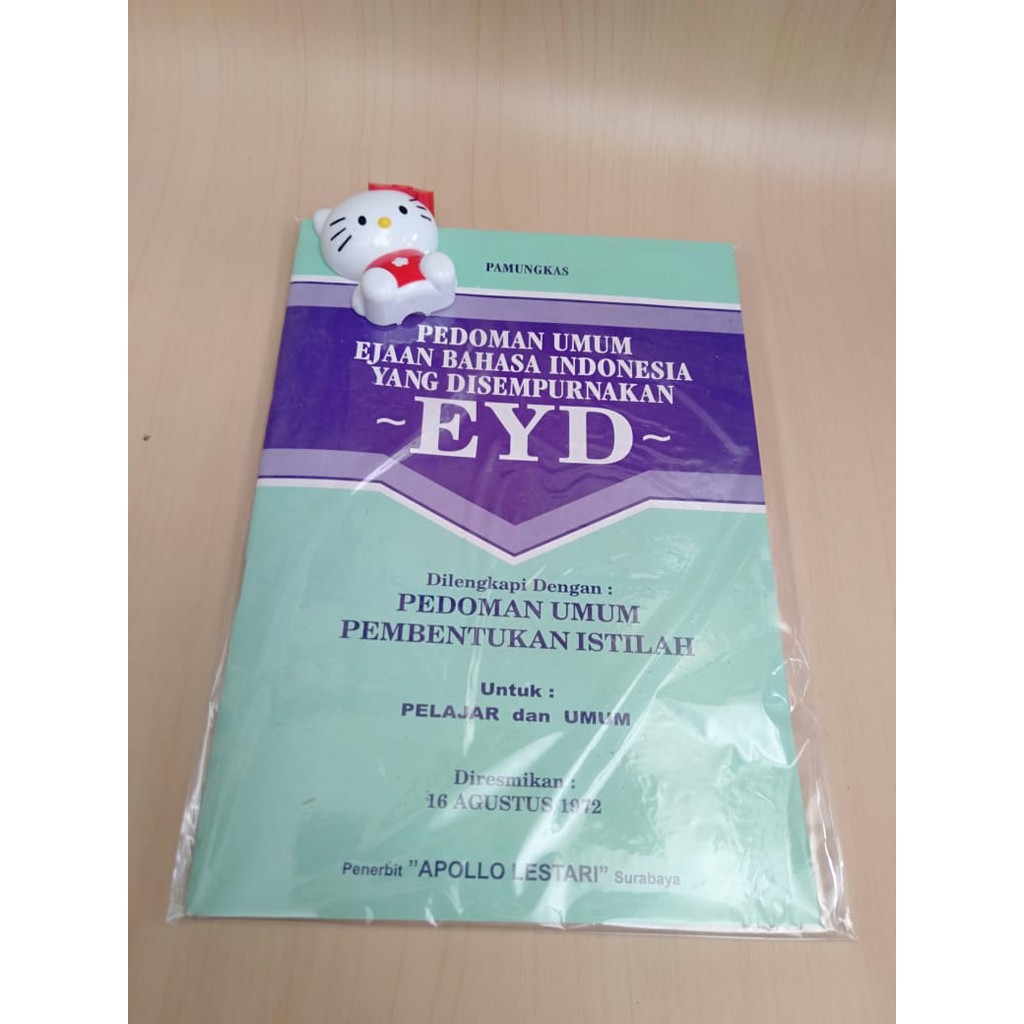 PAMUNGKAS
PEDOMAN UMUM
EJAAN BAHASA INDONESIA
YANG DISEMPURNAKAN
~EYD~
Dilengkapi Dengan :
PEDOMAN UMUM
PEMBENTUKAN ISTILAH
Untuk :
PELAJAR dan UMUM
Diresmikan :
16 AGUSTUS 1972
Penerbit "APOLLO LESTARI" Surabaya